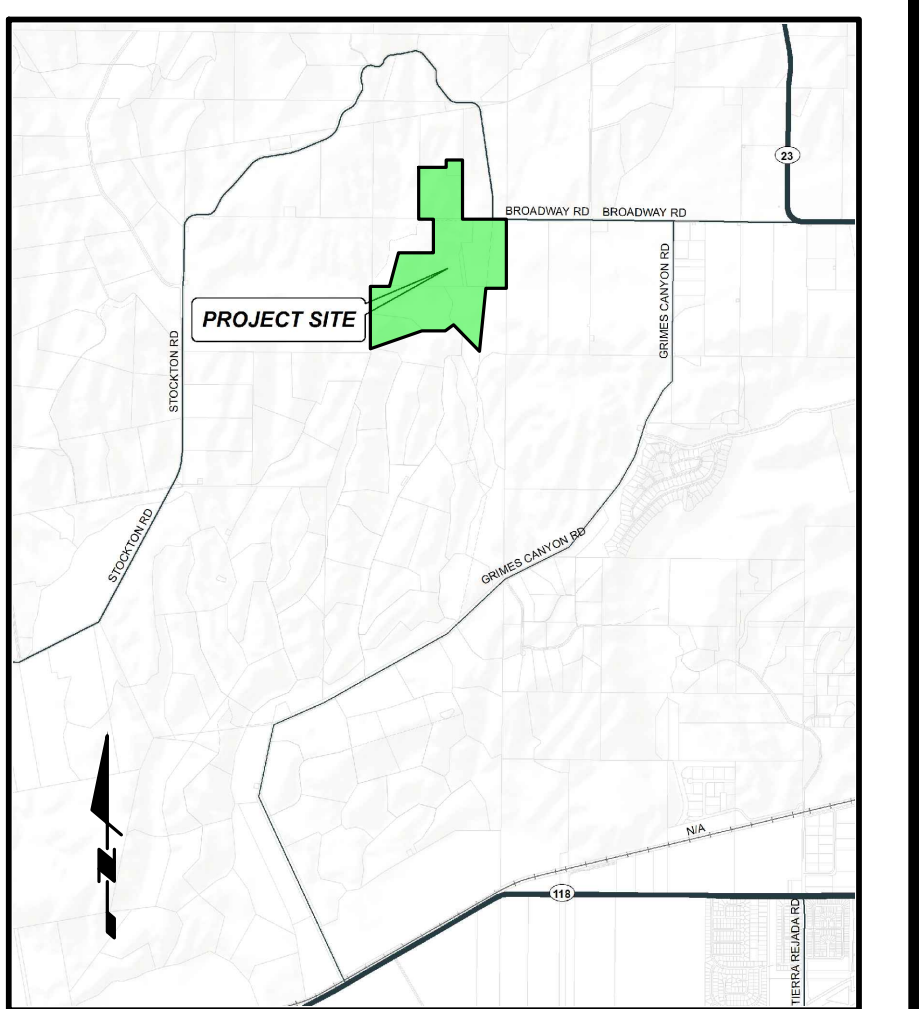 23
BROADWAY RD
BROADWAY RD
GRIMES CANYON RD
PROJECT SITE
STOCKTON RD
STOCKTON RD
GRIMES CANYON RD
N
N/A
118
TIERRA REJADA RD